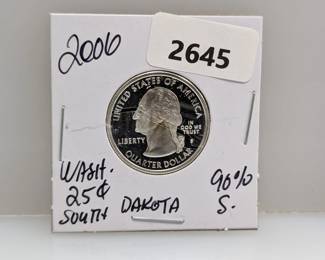 2006
2645
UNITED STATES OF AMERICA
LIBERTY
IN
GOD WE
TRUST
QUARTER DOLLAR
WASH. 90%
25¢ S.
SOUTH DAKOTA